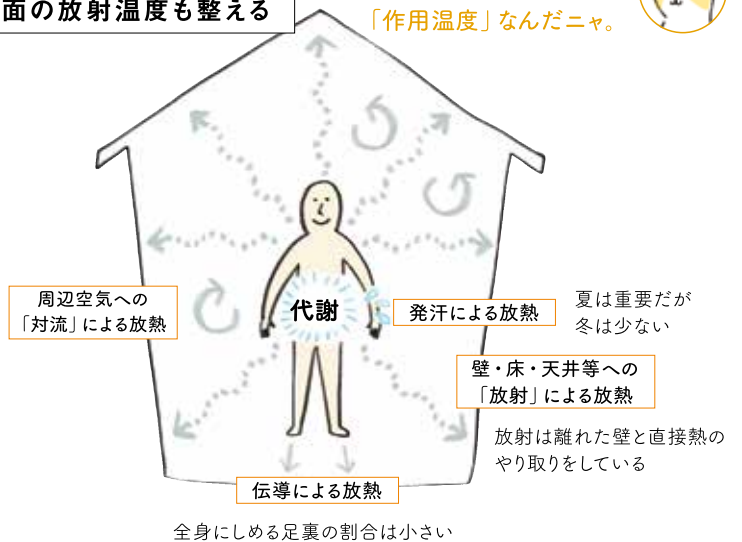 面の放射温度も整える
「作用温度」なんだニャ。
代謝
周辺空気への
「対流」による放熱
発汗による放熱
夏は重要だが
冬は少ない
壁・床・天井等への
「放射」による放熱
放射は離れた壁と直接熱の
やり取りをしている
伝導による放熱
全身にしめる足裏の割合は小さい